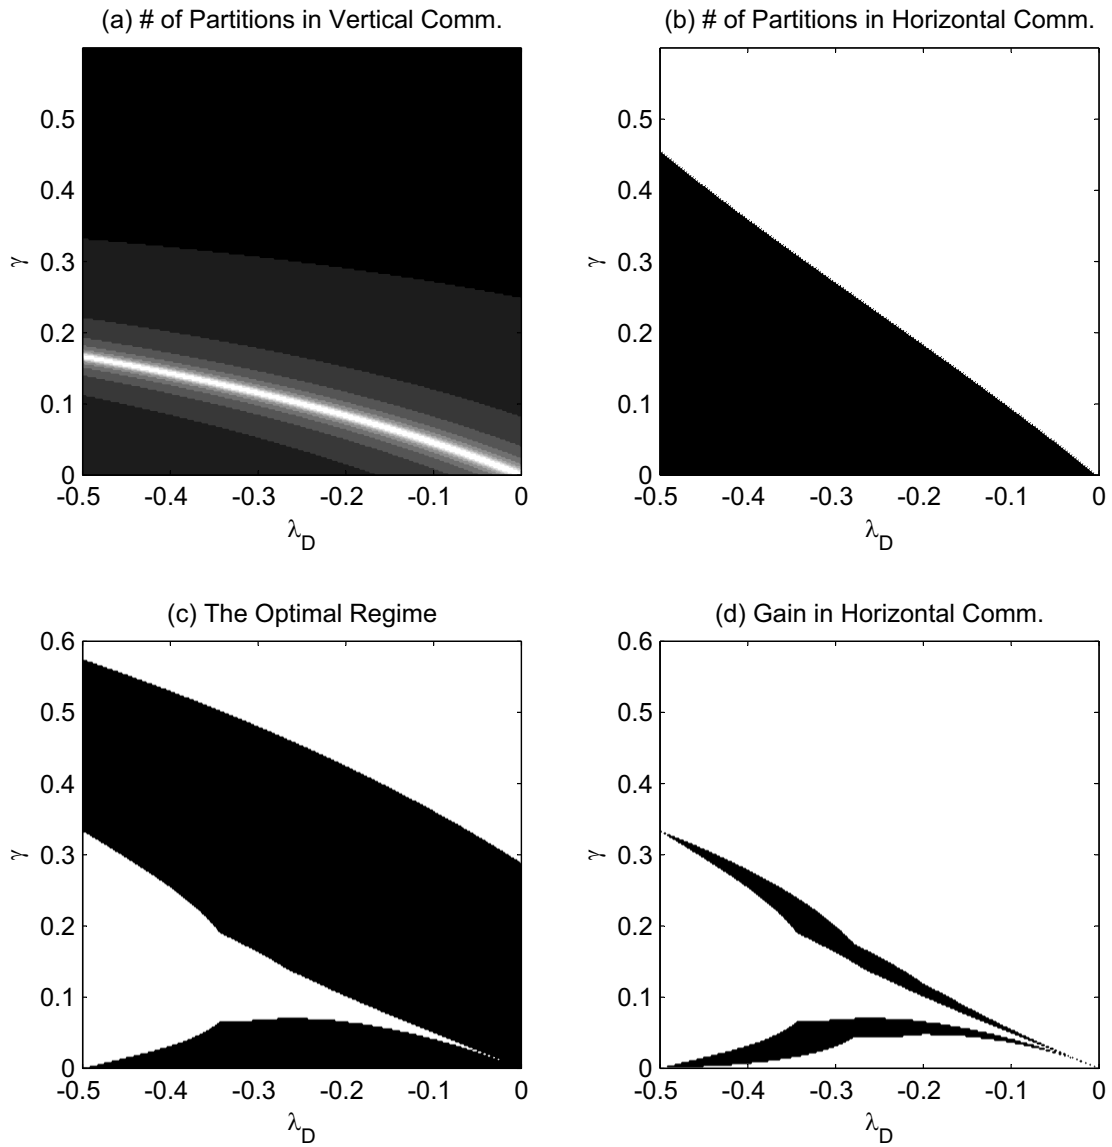 (a) # of Partitions in Vertical Comm.
0.5
0.4
0.3
0.2
0.1
0
γ
-0.5 -0.4 -0.3 -0.2 -0.1 0
λD
(b) # of Partitions in Horizontal Comm.
0.5
0.4
0.3
0.2
0.1
0
γ
-0.5 -0.4 -0.3 -0.2 -0.1 0
λD
(c) The Optimal Regime
0.6
0.5
0.4
0.3
0.2
0.1
0
γ
-0.5 -0.4 -0.3 -0.2 -0.1 0
λD
(d) Gain in Horizontal Comm.
0.6
0.5
0.4
0.3
0.2
0.1
0
γ
-0.5 -0.4 -0.3 -0.2 -0.1 0
λD